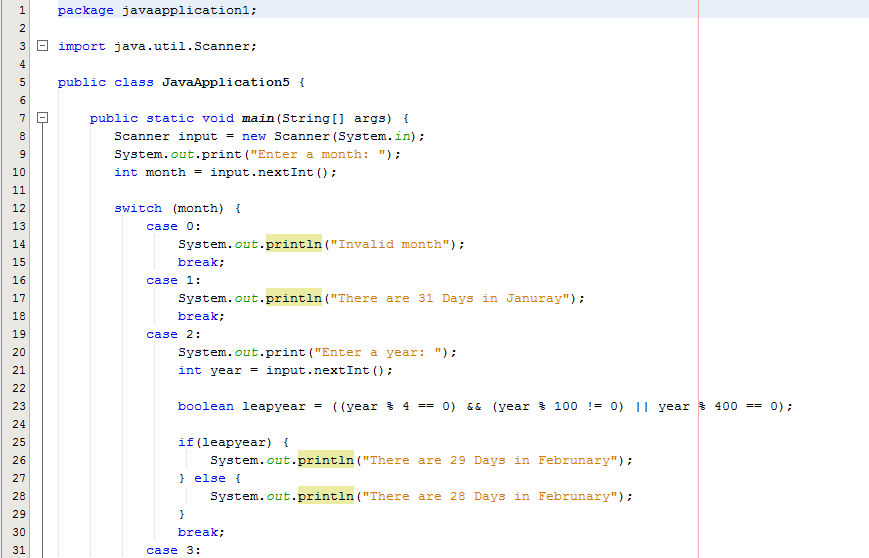 1 package javaapplication1;
2
3 import java.util.Scanner;
4
5 public class JavaApplication5 {
6
7 public static void main(String[] args) {
8 Scanner input = new Scanner(System.in);
9 System.out.print("Enter a month: ");
10 int month = input.nextInt();
11
12 switch (month) {
13 case 0:
14 System.out.println("Invalid month");
15 break;
16 case 1:
17 System.out.println("There are 31 Days in Januray");
18 break;
19 case 2:
20 System.out.print("Enter a year: ");
21 int year = input.nextInt();
22
23 boolean leapyear = ((year % 4 == 0) && (year % 100 != 0) || year % 400 == 0);
24
25 if(leapyear) {
26 System.out.println("There are 29 Days in Februnary");
27 } else {
28 System.out.println("There are 28 Days in Februnary");
29 }
30 break;
31 case 3: